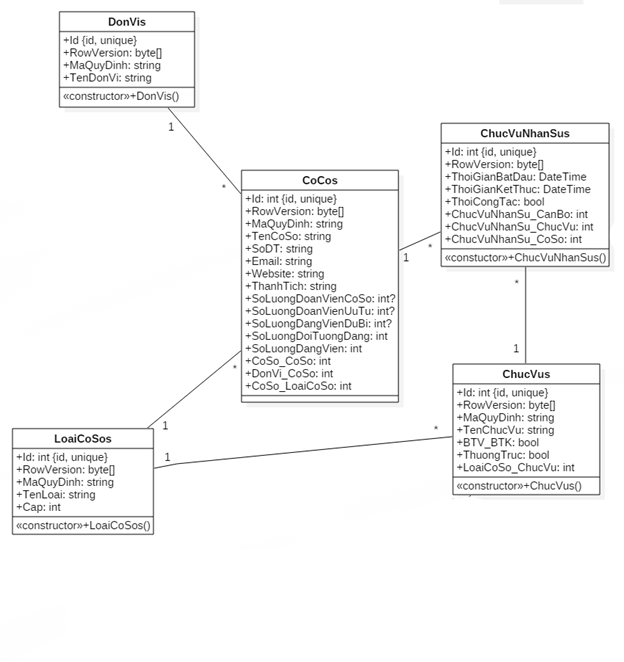 DonVis
+Id {id, unique}
+RowVersion: byte[]
+MaQuyDinh: string
+TenDonVi: string
«constructor»+DonVis()
1
*
CoCos
+Id: int {id, unique}
+RowVersion: byte[]
+MaQuyDinh: string
+TenCoSo: string
+SoDT: string
+Email: string
+Website: string
+ThanhTich: string
+SoLuongDoanVienCoSo: int?
+SoLuongDoanVienUuTu: int?
+SoLuongDangVienDuBi: int?
+SoLuongDoiTuongDang: int
+SoLuongDangVien: int
+CoSo_CoSo: int
+DonVi_CoSo: int
+CoSo_LoaiCoSo: int
1
*
ChucVuNhanSus
+Id: int {id, unique}
+RowVersion: byte[]
+ThoiGianBatDau: DateTime
+ThoiGianKetThuc: DateTime
+ThoiCongTac: bool
+ChucVuNhanSu_CanBo: int
+ChucVuNhanSu_ChucVu: int
+ChucVuNhanSu_CoSo: int
«constuctor»+ChucVuNhanSus()
*
1
ChucVus
+Id: int {id, unique}
+RowVersion: byte[]
+MaQuyDinh: string
+TenChucVu: string
+BTV_BTK: bool
+ThuongTruc: bool
+LoaiCoSo_ChucVu: int
«constructor»+ChucVus()
*
1
LoaiCoSos
+Id: int {id, unique}
+RowVersion: byte[]
+MaQuyDinh: string
+TenLoai: string
+Cap: int
«constructor»+LoaiCoSos()
1
*